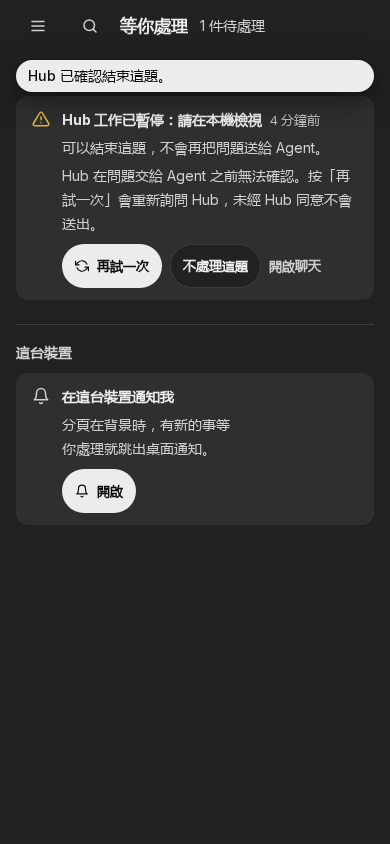 等你處理 1 件待處理
Hub 已確認結束這題。
Hub 工作已暫停：請在本機檢視 4 分鐘前
可以結束這題，不會再把問題送給 Agent。
Hub 在問題交給 Agent 之前無法確認。按「再
試一次」會重新詢問 Hub，未經 Hub 同意不會
送出。
再試一次 不處理這題 開啟聊天
這台裝置
在這台裝置通知我
分頁在背景時，有新的事等
你處理就跳出桌面通知。
開啟